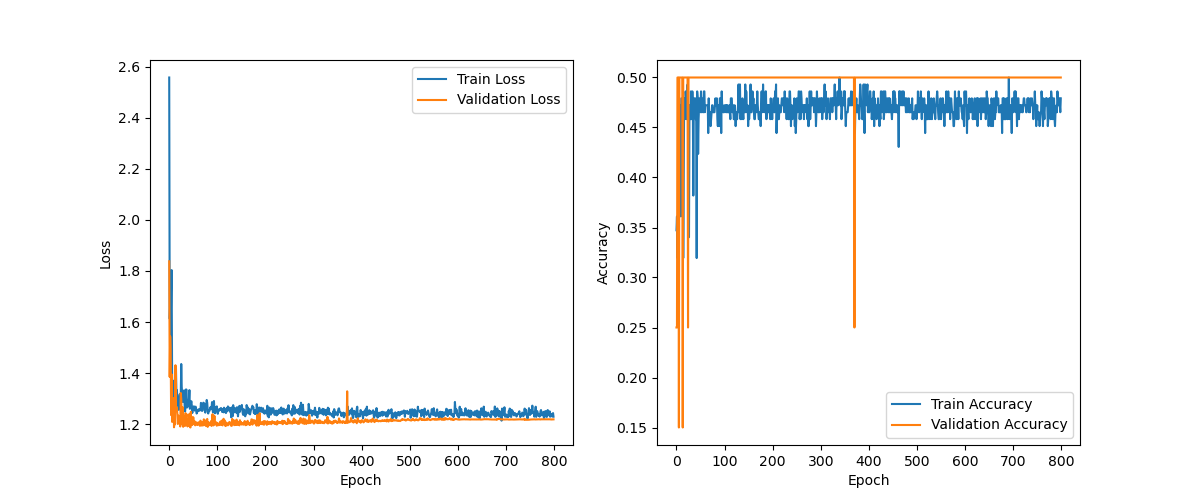 2.6
2.4
2.2
2.0
1.8
1.6
1.4
1.2
Loss
0 100 200 300 400 500 600 700 800
Epoch
Train Loss
Validation Loss
0.50
0.45
0.40
0.35
0.30
0.25
0.20
0.15
Accuracy
0 100 200 300 400 500 600 700 800
Epoch
Train Accuracy
Validation Accuracy